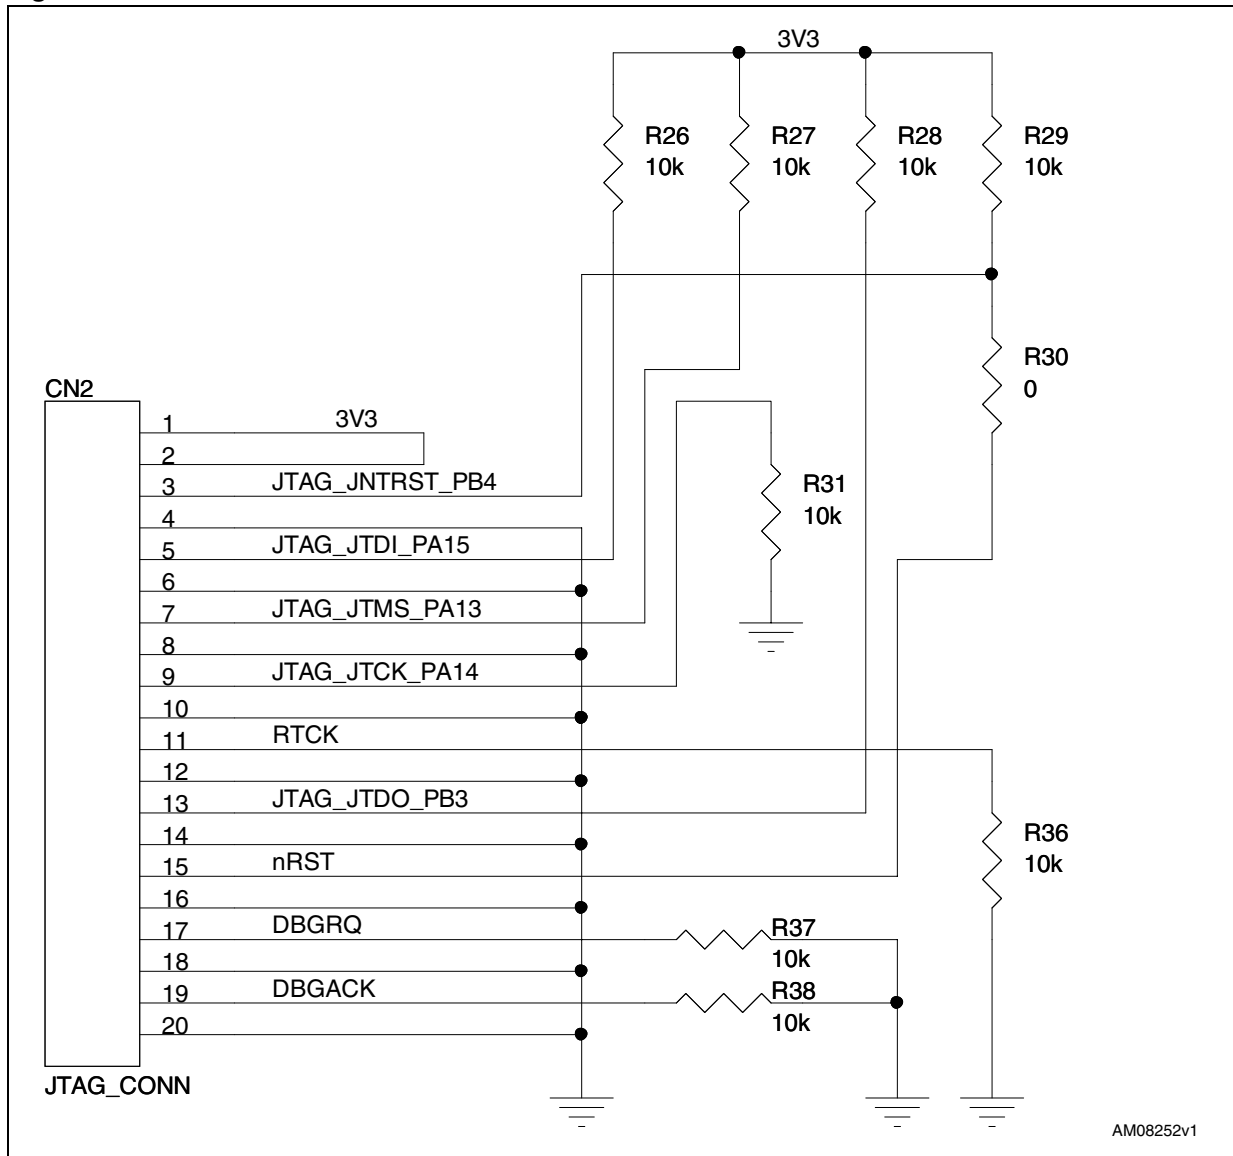 3V3
R26
10k
R27
10k
R28
10k
R29
10k
R30
0
CN2
1
3V3
2
3
JTAG_JNTRST_PB4
R31
10k
4
5
JTAG_JTDI_PA15
6
7
JTAG_JTMS_PA13
8
9
JTAG_JTCK_PA14
10
11
RTCK
12
13
JTAG_JTDO_PB3
14
15
nRST
R36
10k
16
17
DBGRQ
R37
10k
18
19
DBGACK
R38
10k
20
JTAG_CONN
AM08252v1